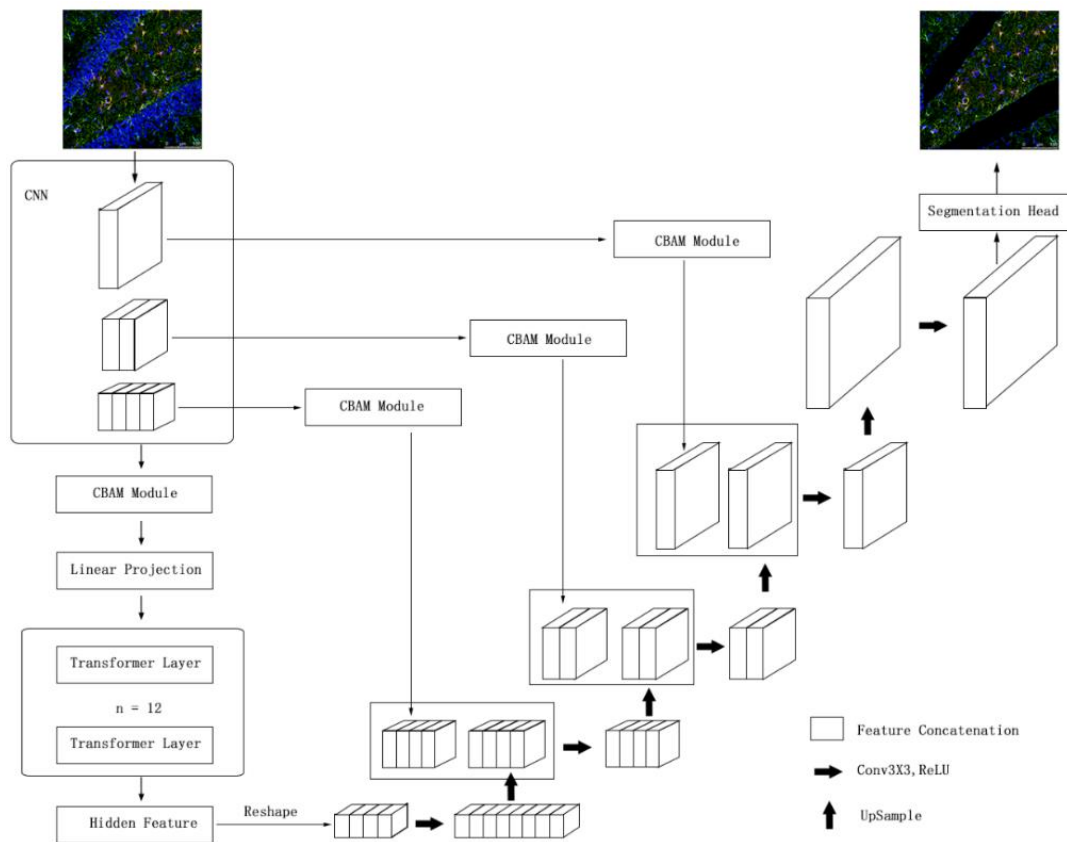 CNN
Segmentation Head
CBAM Module
CBAM Module
CBAM Module
CBAM Module
Linear Projection
Transformer Layer
n = 12
Transformer Layer
Hidden Feature
Reshape
Feature Concatenation
Conv3X3,ReLU
UpSample